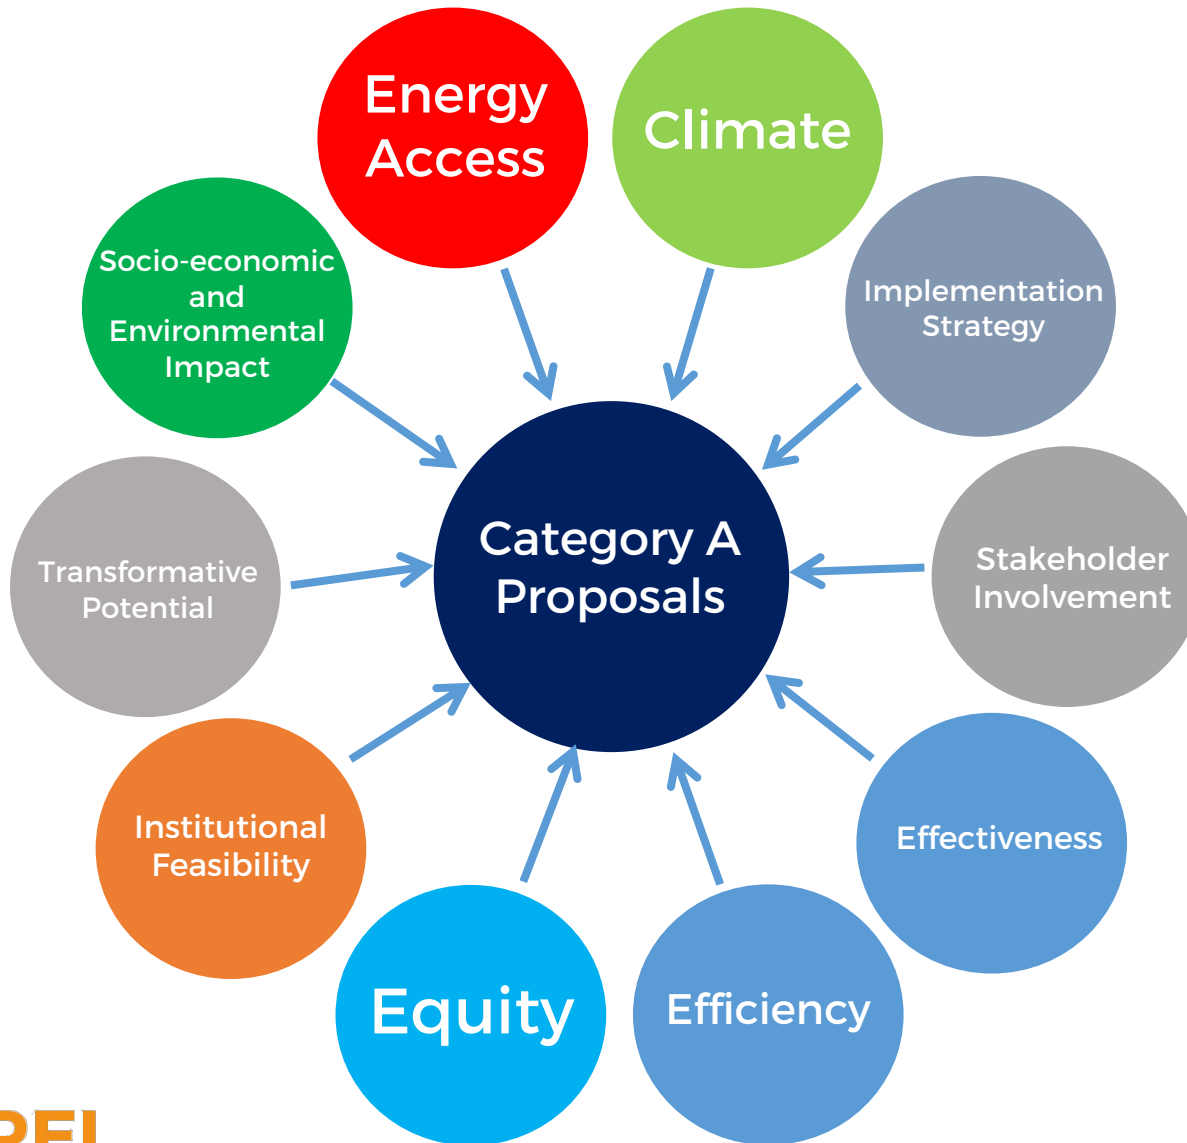 Energy
Access
Climate
Socio-economic
and
Environmental
Impact
Implementation
Strategy
Category A
Proposals
Transformative
Potential
Stakeholder
Involvement
Institutional
Feasibility
Effectiveness
Equity
Efficiency